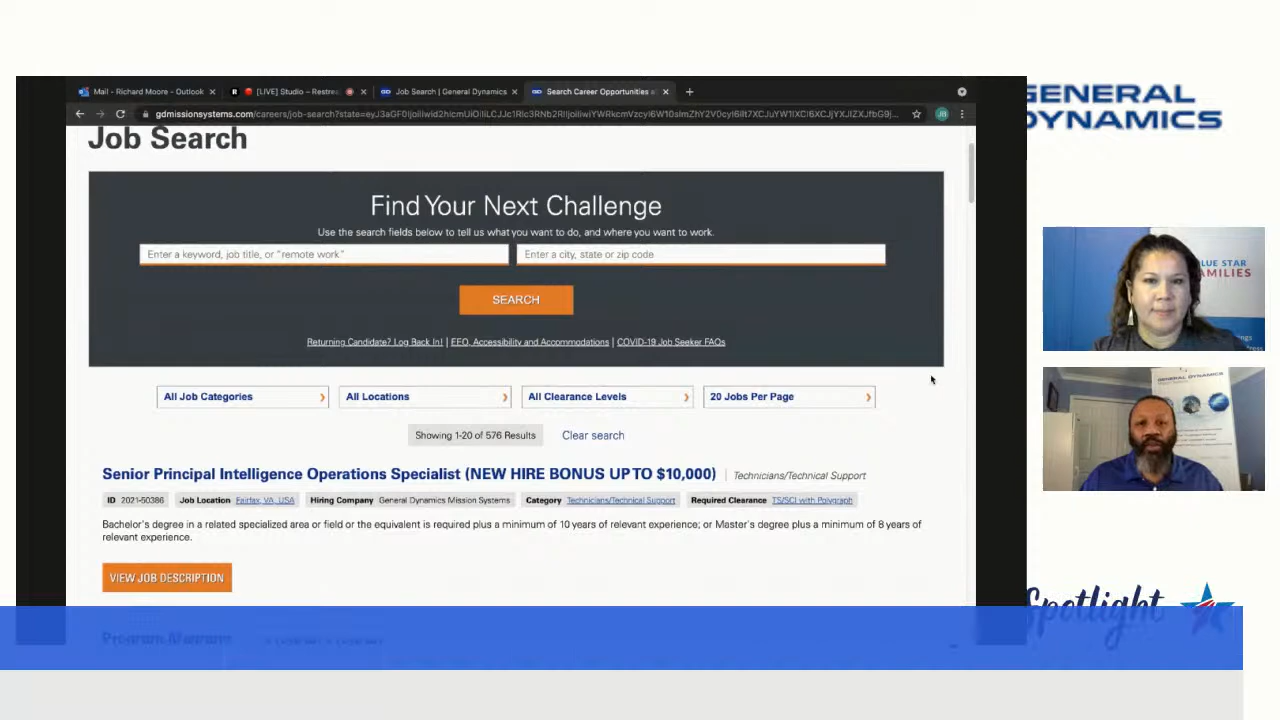 Mail - Richard Moore - Outlook
[LIVE] Studio - Restre
Job Search | General Dynamics
Search Career Opportunities a
GENERAL
DYNAMICS
Job Search
Find Your Next Challenge
Use the search fields below to tell us what you want to do, and where you want to work.
Enter a keyword, job title, or "remote work"
Enter a city, state or zip code
SEARCH
Returning Candidate? Log Back In! | EEO, Accessibility and Accommodations | COVID-19 Job Seeker FAQs
All Job Categories
All Locations
All Clearance Levels
20 Jobs Per Page
Showing 1-20 of 576 Results
Clear search
Senior Principal Intelligence Operations Specialist (NEW HIRE BONUS UP TO $10,000) | Technicians/Technical Support
ID 2021-50386
Job Location Fairfax, VA, USA
Hiring Company General Dynamics Mission Systems
Category Technicians/Technical Support
Required Clearance TS/SCI with Polygraph
Bachelor's degree in a related specialized area or field or the equivalent is required plus a minimum of 10 years of relevant experience; or Master's degree plus a minimum of 8 years of
relevant experience.
VIEW JOB DESCRIPTION
LUE STAR
FAMILIES
GENERAL DYNAMICS
Spotlight